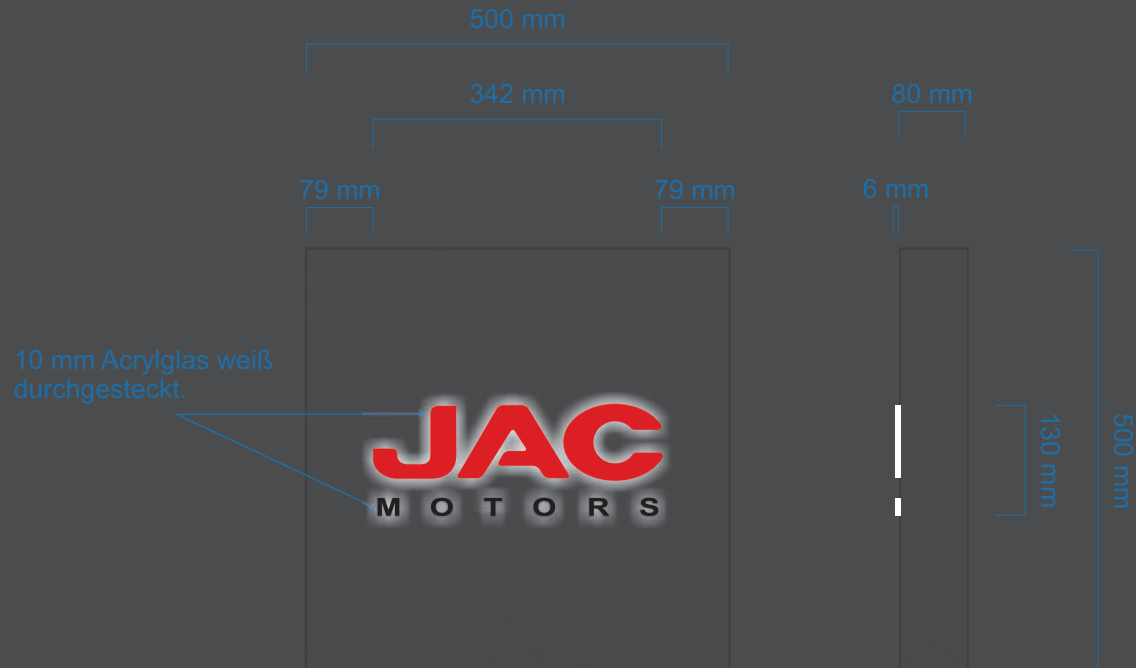 500 mm
342 mm
80 mm
79 mm
79 mm
6 mm
10 mm Acrylglas weiß
durchgesteckt.
JAC
MOTORS
130 mm
500 mm